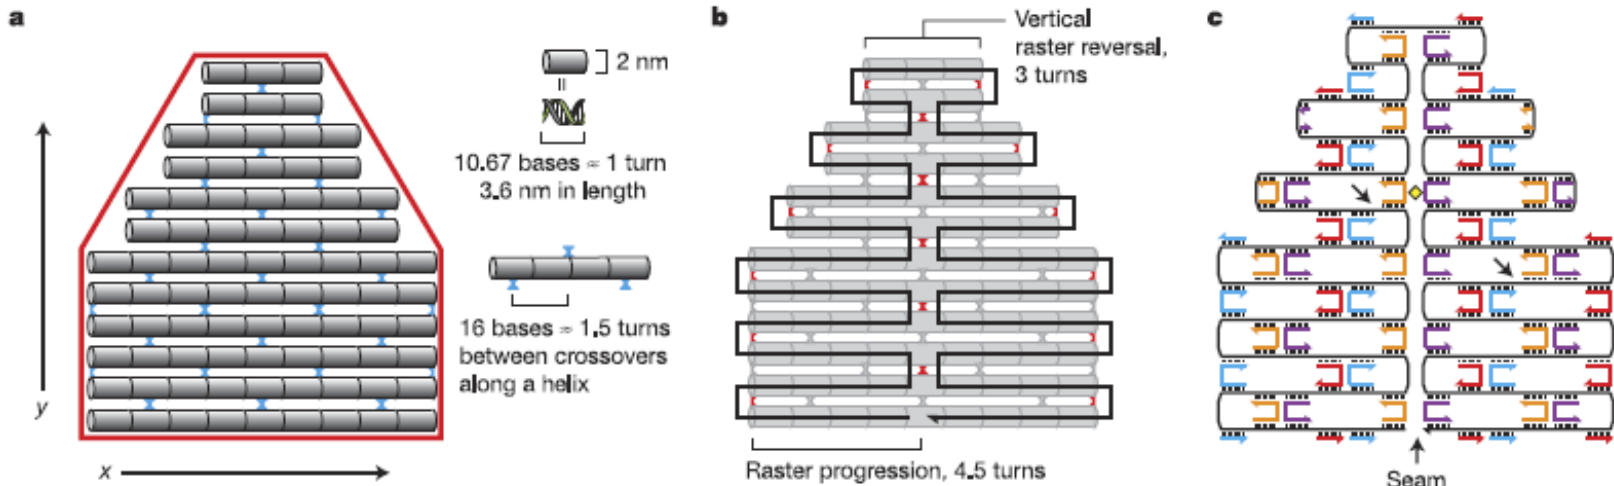 a
2 nm
=
10.67 bases ≈ 1 turn
3.6 nm in length
16 bases ≈ 1.5 turns
between crossovers
along a helix
y
x
b
Vertical
raster reversal,
3 turns
Raster progression, 4.5 turns
c
Seam